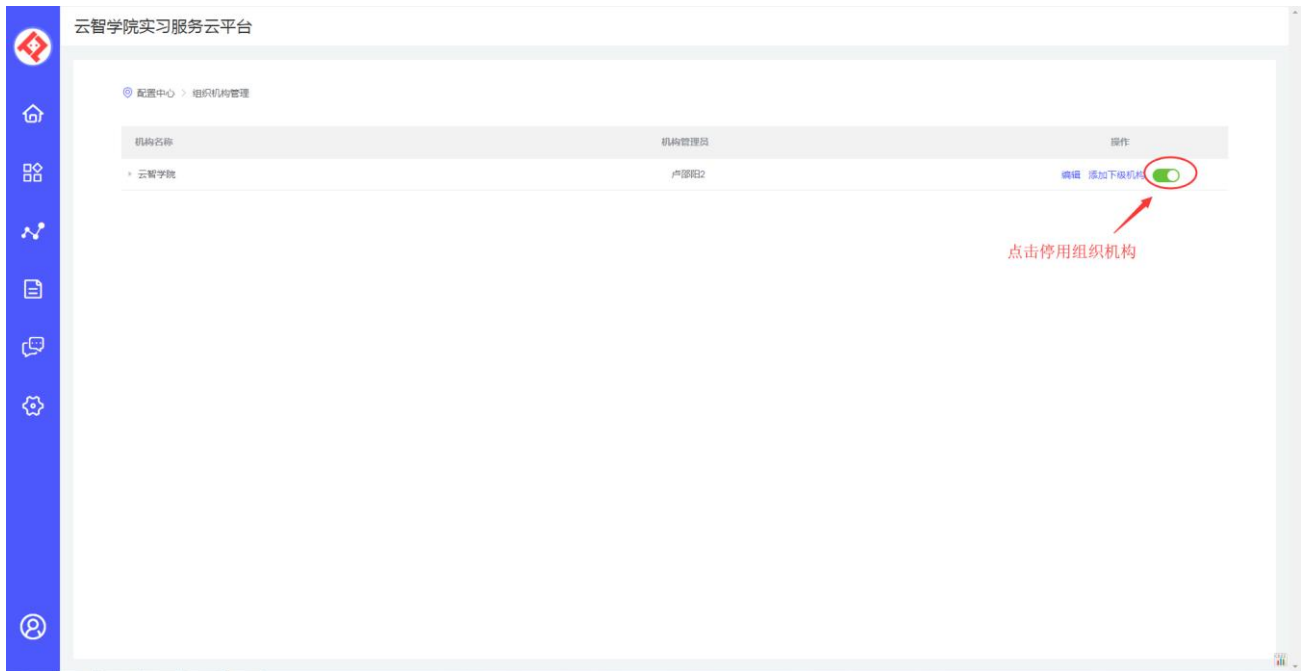 云智学院实习服务云平台
配置中心 > 组织机构管理
机构名称 机构管理员 操作
云智学院 卢部阳2 编辑 添加下级机构
点击停用组织机构